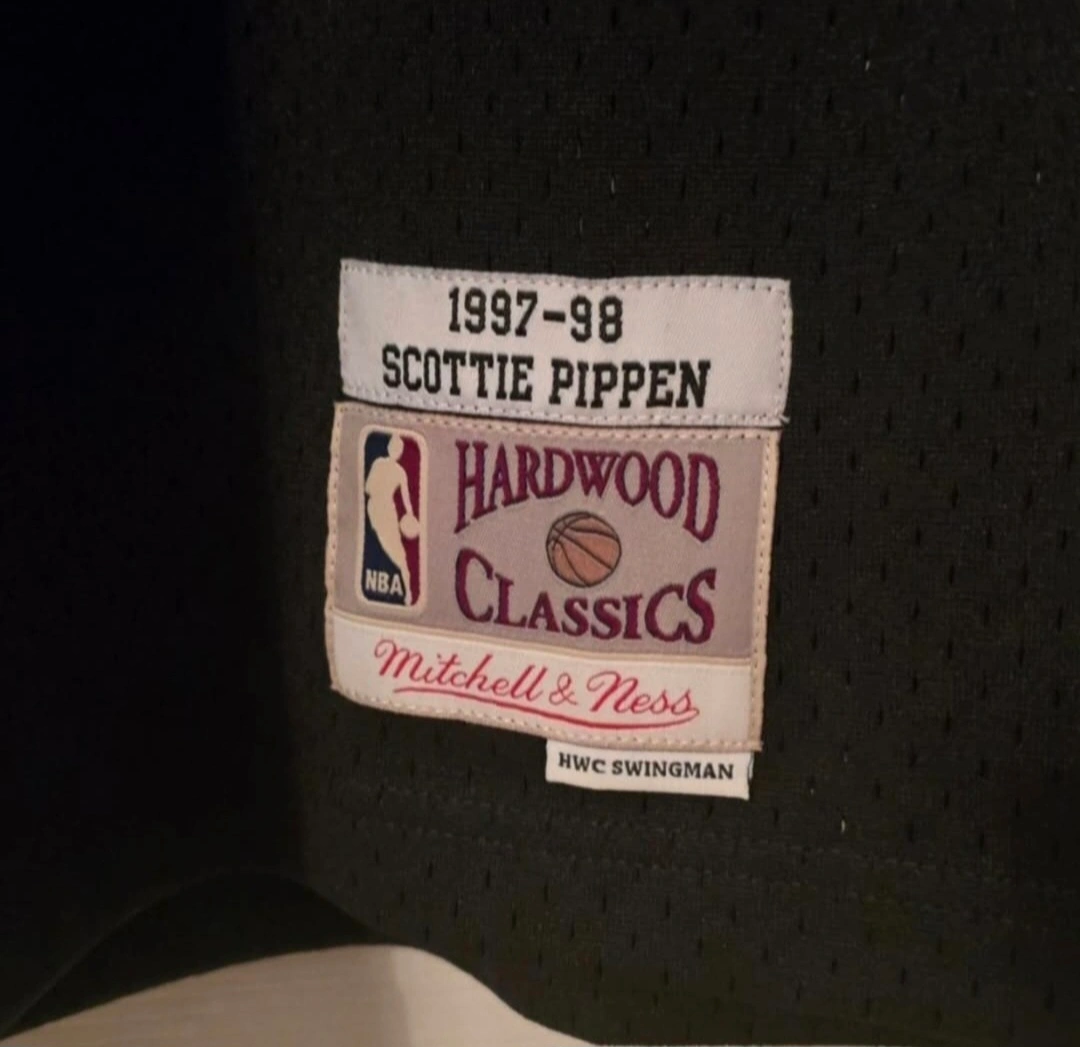 1997-98
SCOTTIE PIPPEN
HARDWOOD
CLASSICS
NBA
Mitchell & Ness
HWC SWINGMAN